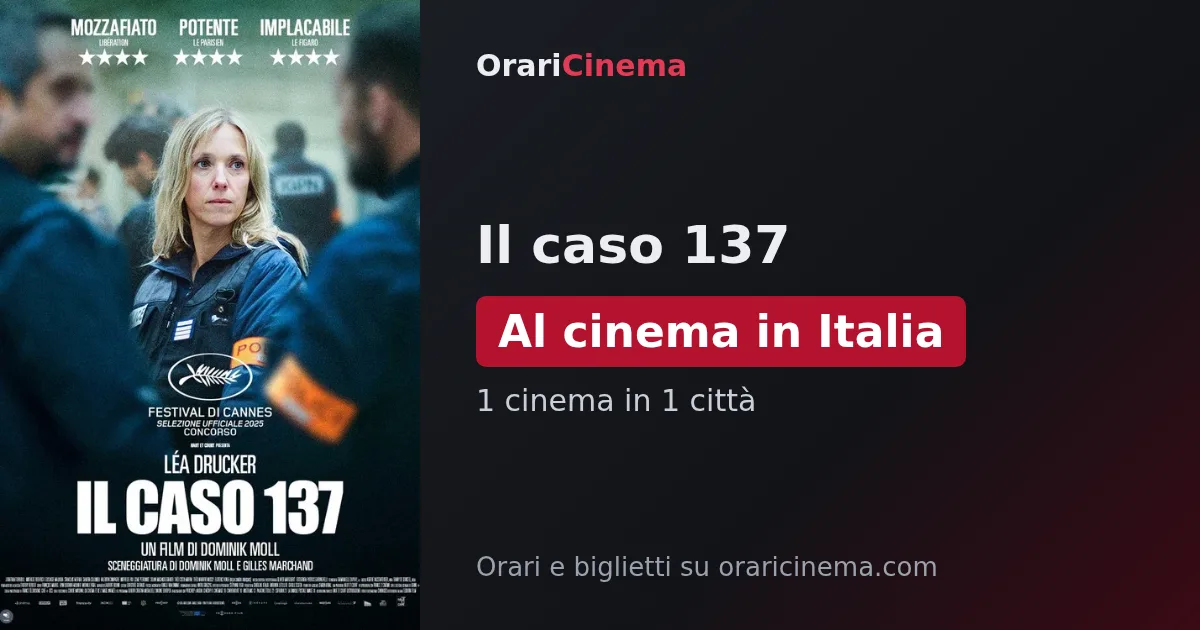 MOZZAFIATO POTENTE IMPLACABILE
LIBÉRATION LE PARISIEN LE FIGARO
IGPN
PO
FESTIVAL DI CANNES
SELEZIONE UFFICIALE 2025
CONCORSO
LÉA DRUCKER
IL CASO 137
UN FILM DI DOMINIK MOLL
SCENEGGIATURA DI DOMINIK MOLL E GILLES MARCHAND
OrariCinema
Il caso 137
Al cinema in Italia
1 cinema in 1 città
Orari e biglietti su oraricinema.com